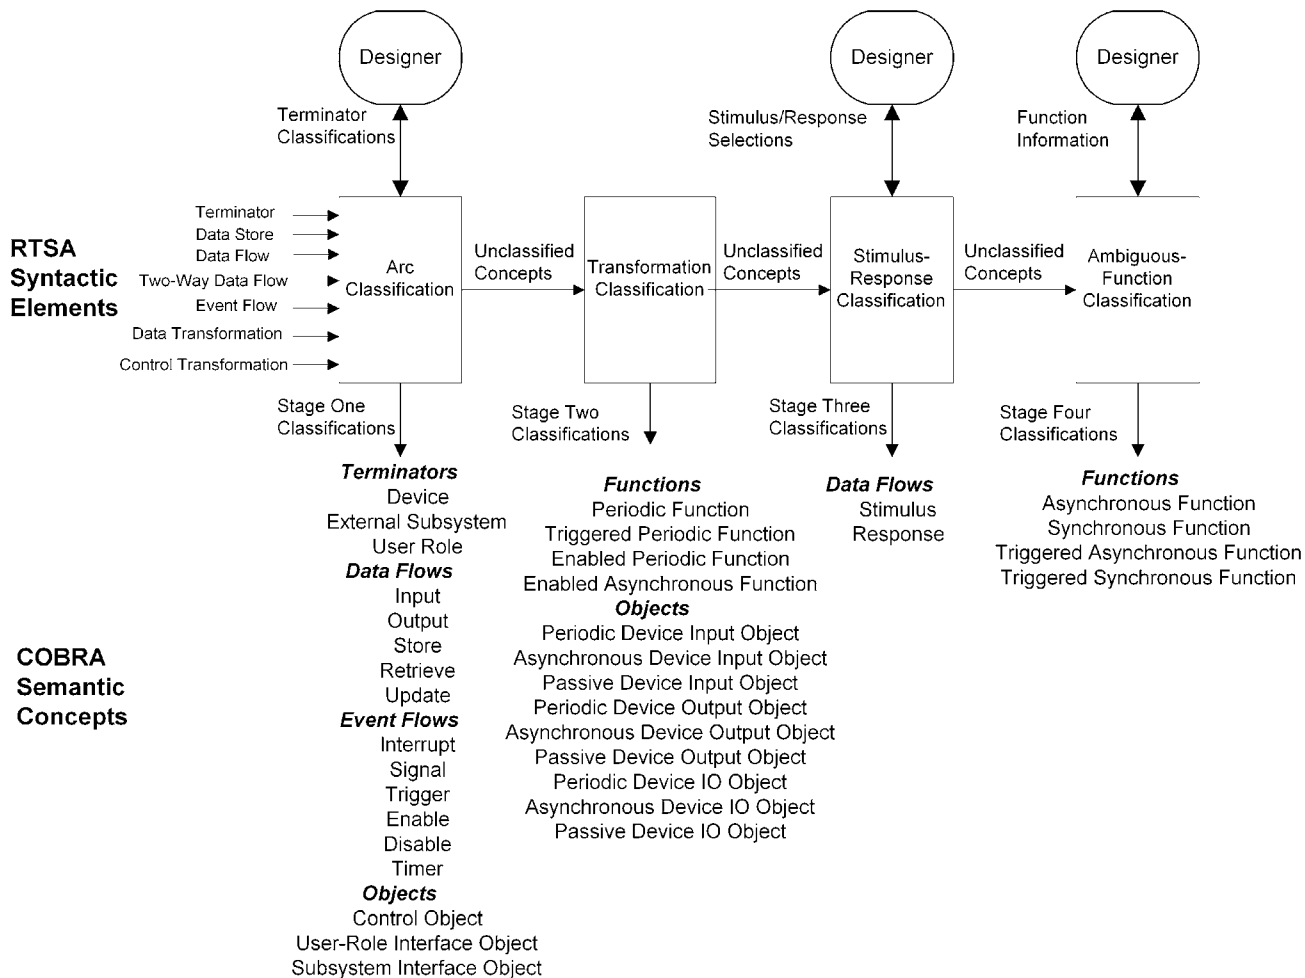 Designer
Designer
Designer
Terminator
Classifications
Stimulus/Response
Selections
Function
Information
RTSA
Syntactic
Elements
Terminator
Data Store
Data Flow
Two-Way Data Flow
Event Flow
Data Transformation
Control Transformation
Arc
Classification
Unclassified
Concepts
Transformation
Classification
Unclassified
Concepts
Stimulus-
Response
Classification
Unclassified
Concepts
Ambiguous-
Function
Classification
Stage One
Classifications
Stage Two
Classifications
Stage Three
Classifications
Stage Four
Classifications
COBRA
Semantic
Concepts
Terminators
Device
External Subsystem
User Role
Data Flows
Input
Output
Store
Retrieve
Update
Event Flows
Interrupt
Signal
Trigger
Enable
Disable
Timer
Objects
Control Object
User-Role Interface Object
Subsystem Interface Object
Functions
Periodic Function
Triggered Periodic Function
Enabled Periodic Function
Enabled Asynchronous Function
Objects
Periodic Device Input Object
Asynchronous Device Input Object
Passive Device Input Object
Periodic Device Output Object
Asynchronous Device Output Object
Passive Device Output Object
Periodic Device IO Object
Asynchronous Device IO Object
Passive Device IO Object
Data Flows
Stimulus
Response
Functions
Asynchronous Function
Synchronous Function
Triggered Asynchronous Function
Triggered Synchronous Function